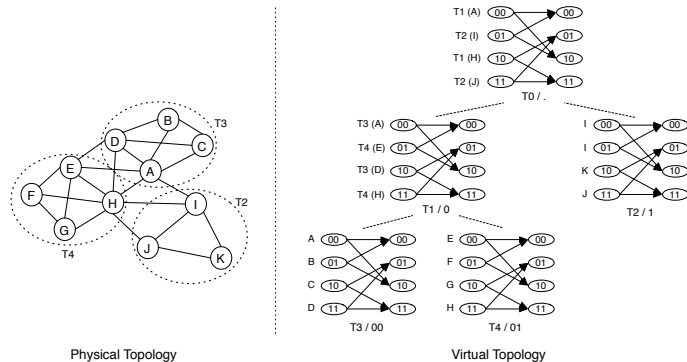 B
T3
D
C
E
A
F
H
I
T2
G
J
T4
K
Physical Topology
T1 (A) 00 00
T2 (I) 01 01
T1 (H) 10 10
T2 (J) 11 11
T0 / .
T3 (A) 00 00
T4 (E) 01 01
T3 (D) 10 10
T4 (H) 11 11
T1 / 0
I 00 00
I 01 01
K 10 10
J 11 11
T2 / 1
A 00 00
B 01 01
C 10 10
D 11 11
T3 / 00
E 00 00
F 01 01
G 10 10
H 11 11
T4 / 01
Virtual Topology